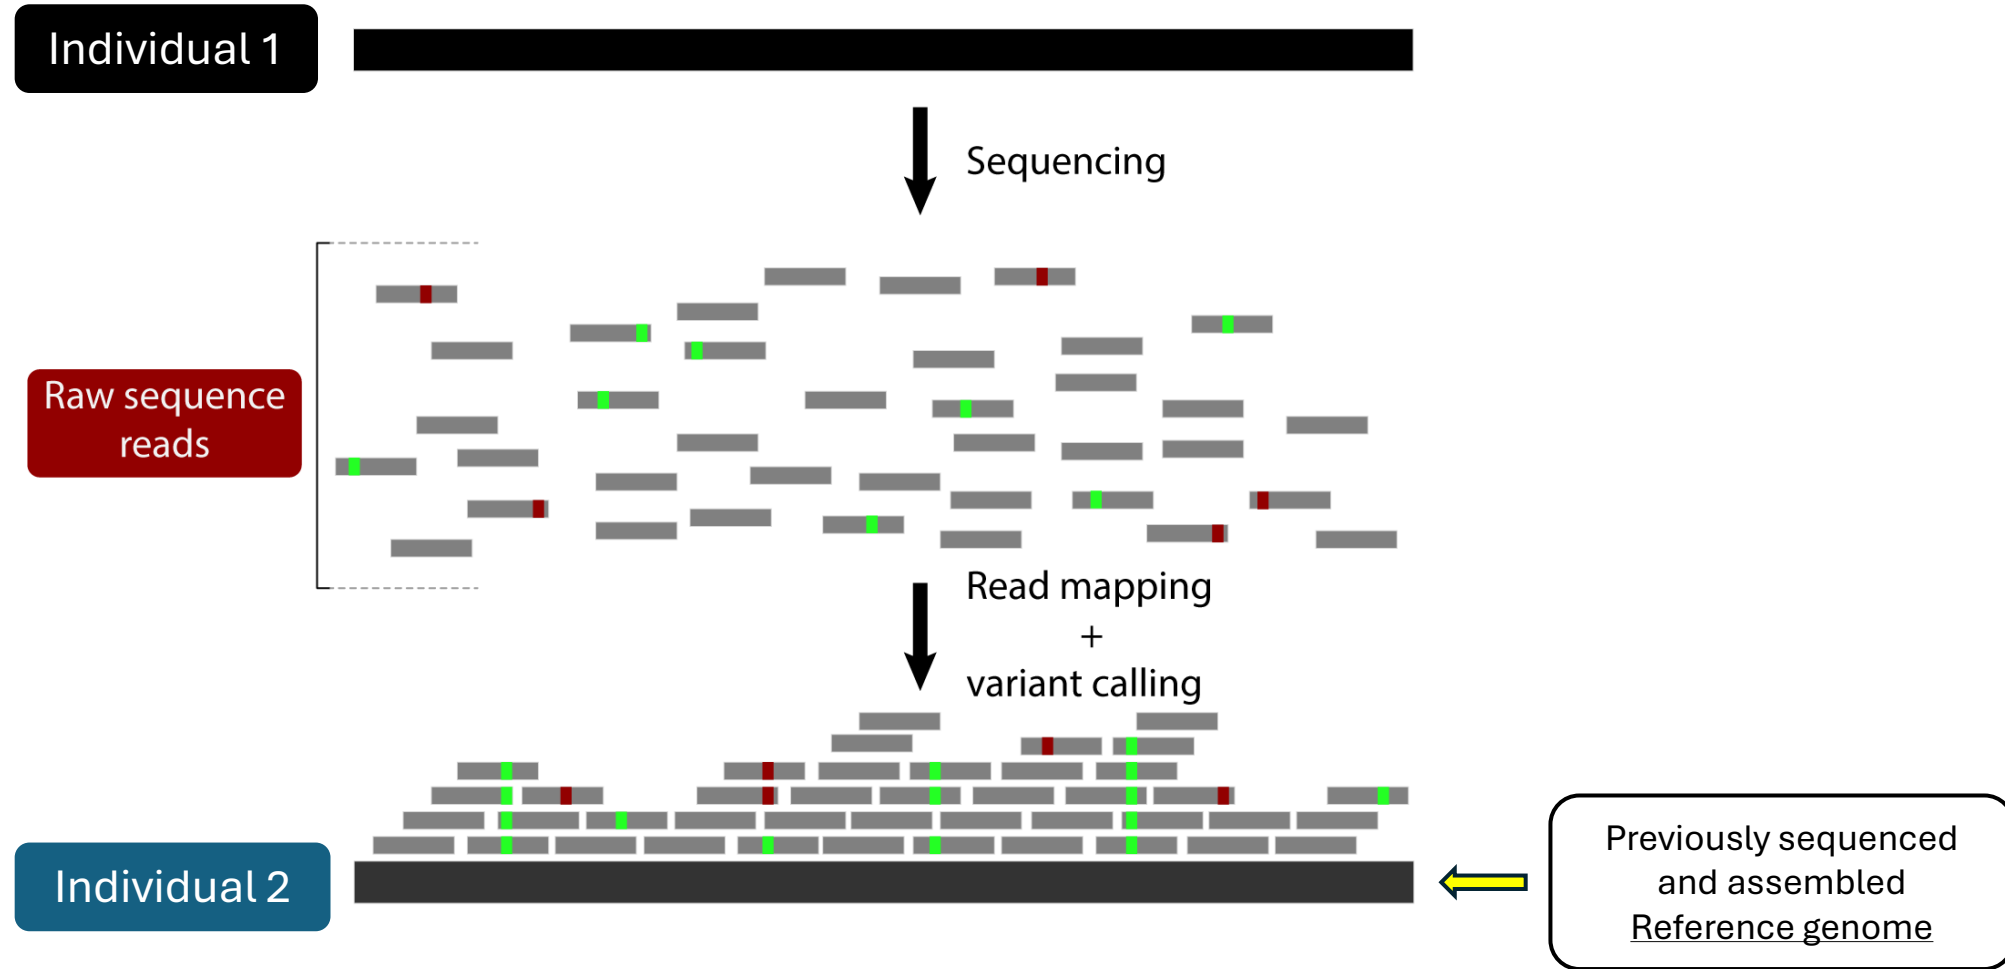 Individual 1
Sequencing
Raw sequence
reads
Read mapping
+
variant calling
Individual 2
Previously sequenced
and assembled
Reference genome